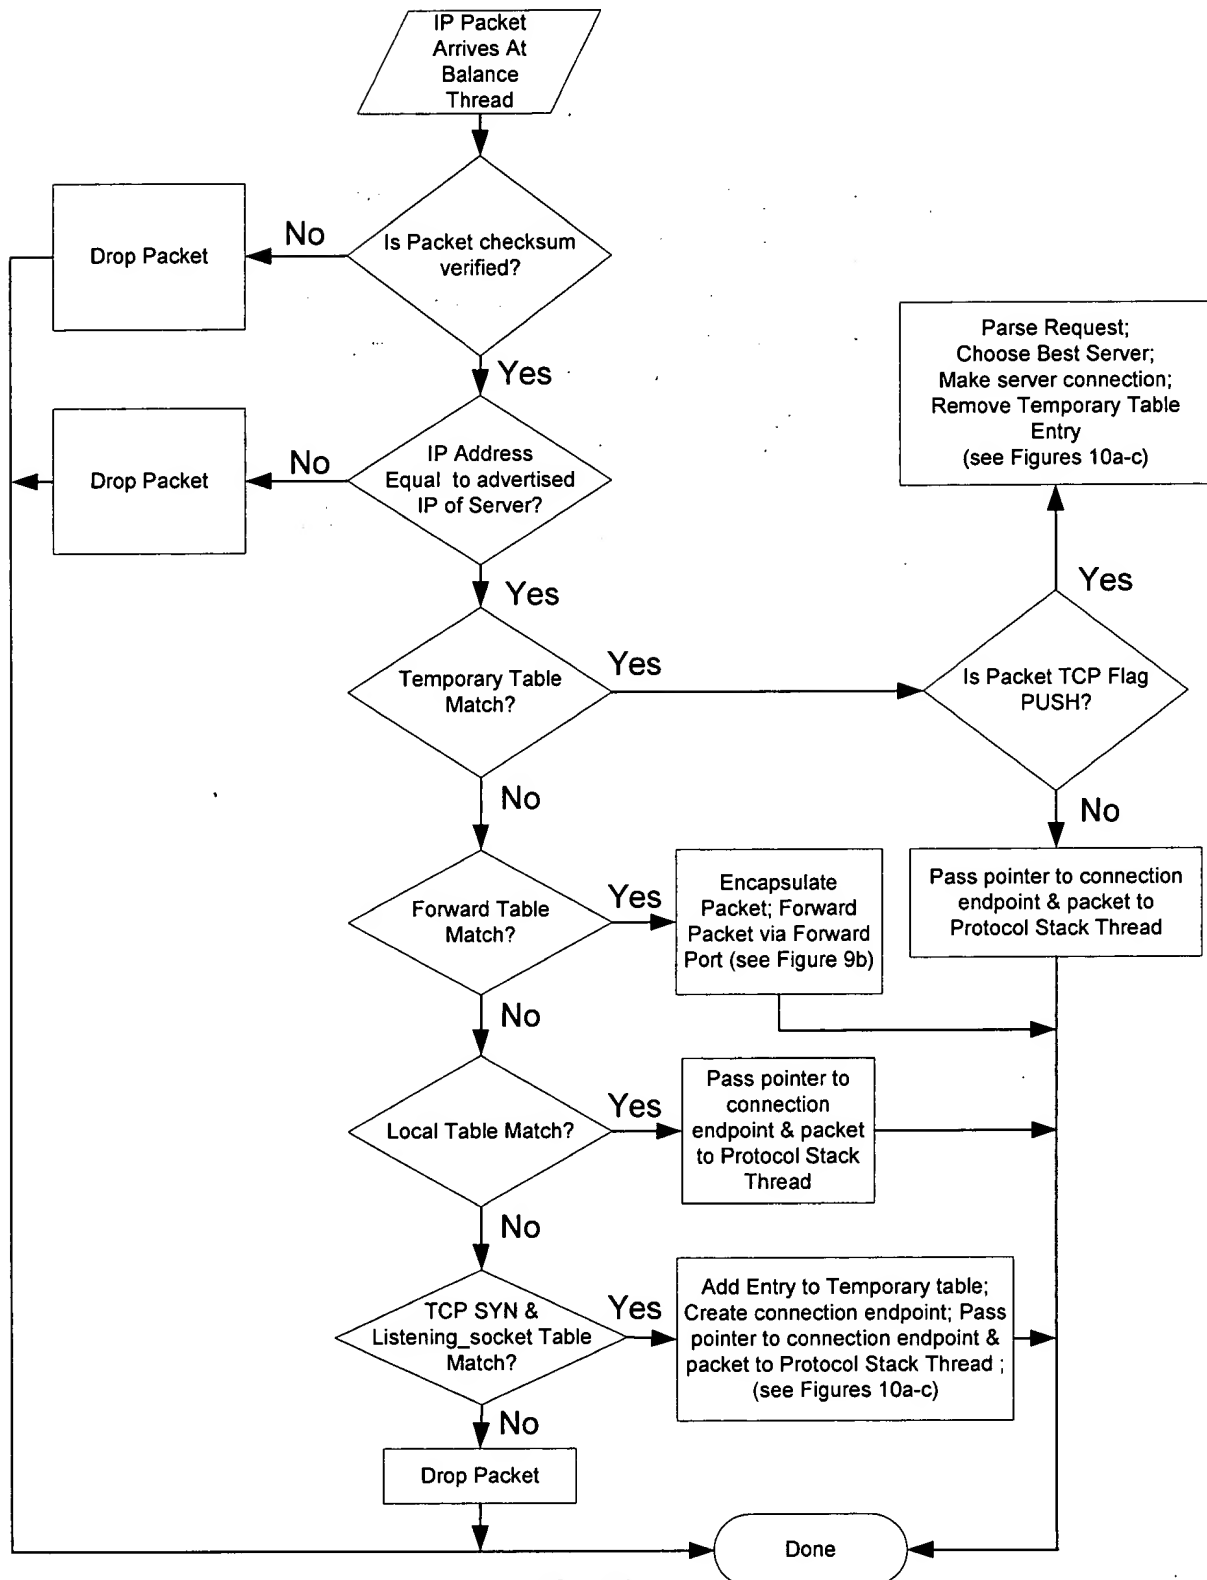 IP Packet
Arrives At
Balance
Thread
Is Packet checksum
verified?
No
Drop Packet
Yes
IP Address
Equal to advertised
IP of Server?
No
Drop Packet
Yes
Parse Request;
Choose Best Server;
Make server connection;
Remove Temporary Table
Entry
(see Figures 10a-c)
Yes
Temporary Table
Match?
Yes
Is Packet TCP Flag
PUSH?
No
No
Pass pointer to connection
endpoint & packet to
Protocol Stack Thread
Forward Table
Match?
Yes
Encapsulate
Packet; Forward
Packet via Forward
Port (see Figure 9b)
No
Local Table Match?
Yes
Pass pointer to
connection
endpoint & packet
to Protocol Stack
Thread
No
TCP SYN &
Listening_socket Table
Match?
Yes
Add Entry to Temporary table;
Create connection endpoint; Pass
pointer to connection endpoint &
packet to Protocol Stack Thread ;
(see Figures 10a-c)
No
Drop Packet
Done